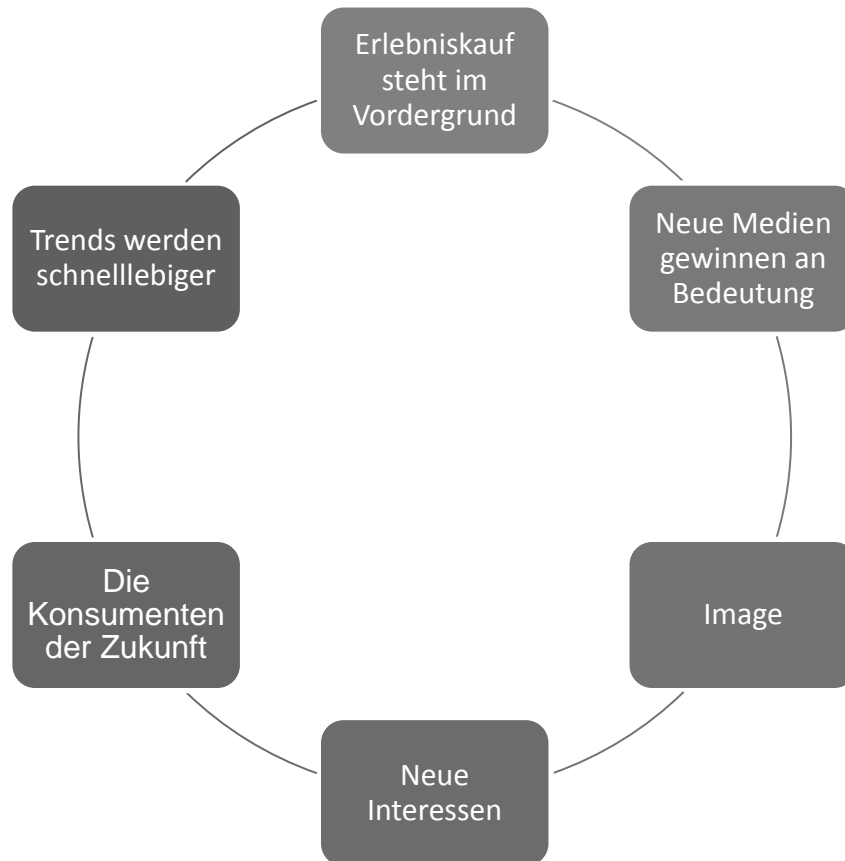 Erlebniskauf
steht im
Vordergrund
Neue Medien
gewinnen an
Bedeutung
Image
Neue
Interessen
Die
Konsumenten
der Zukunft
Trends werden
schnelllebiger